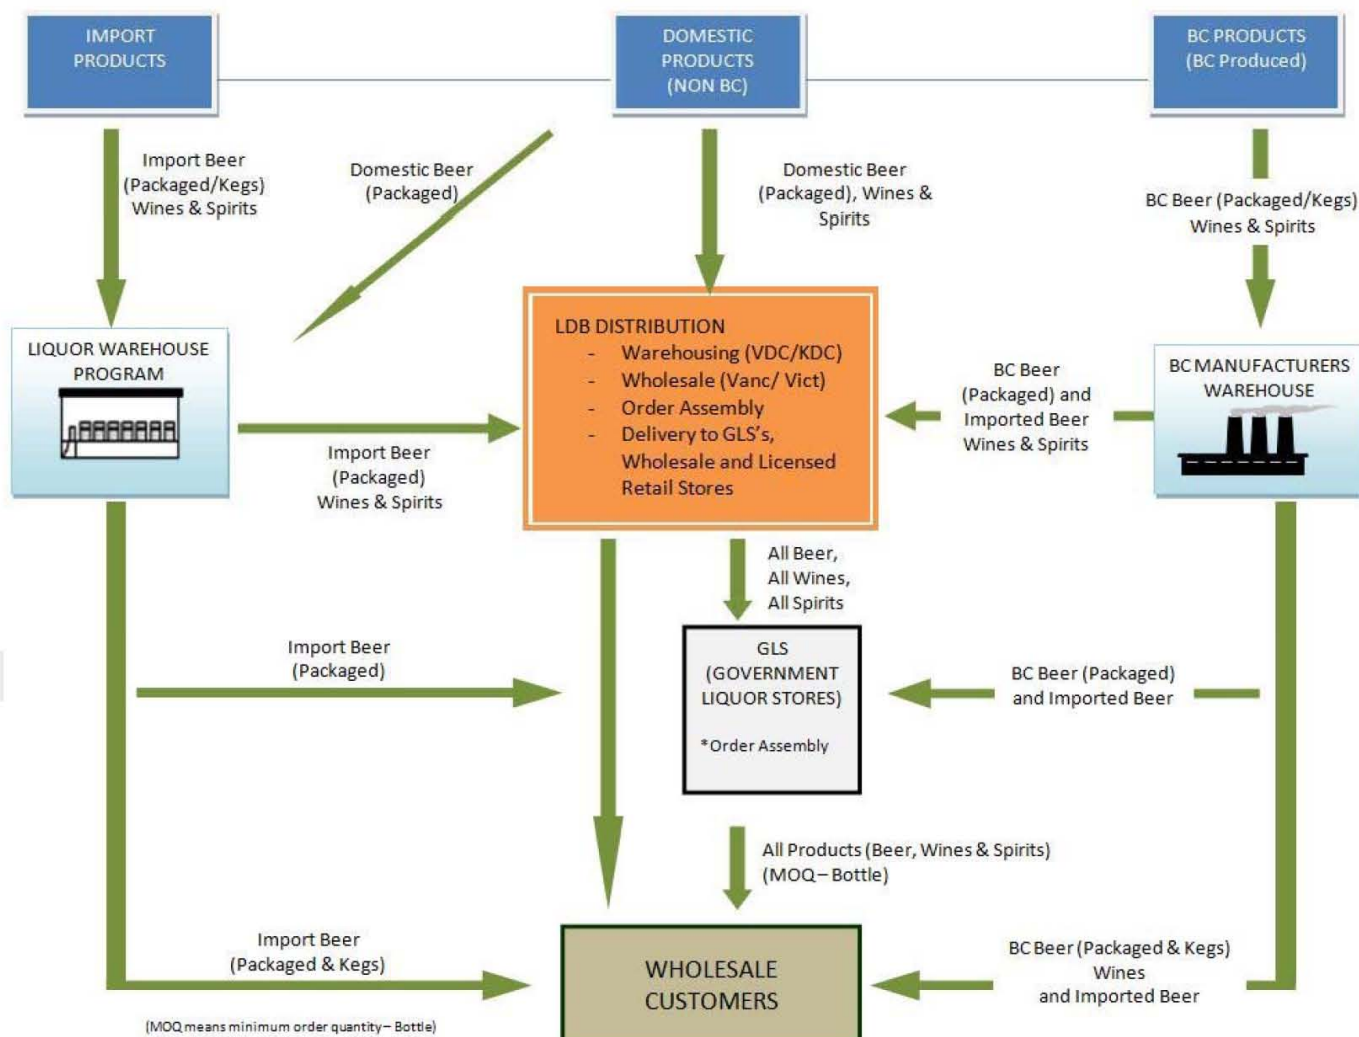 IMPORT
PRODUCTS
DOMESTIC
PRODUCTS
(NON BC)
BC PRODUCTS
(BC Produced)
Import Beer
(Packaged/Kegs)
Wines & Spirits
Domestic Beer
(Packaged)
Domestic Beer
(Packaged), Wines &
Spirits
BC Beer (Packaged/Kegs)
Wines & Spirits
LIQUOR WAREHOUSE
PROGRAM
LDB DISTRIBUTION
- Warehousing (VDC/KDC)
- Wholesale (Vanc/ Vict)
- Order Assembly
- Delivery to GLS's,
Wholesale and Licensed
Retail Stores
BC MANUFACTURERS
WAREHOUSE
Import Beer
(Packaged)
Wines & Spirits
BC Beer
(Packaged) and
Imported Beer
Wines & Spirits
All Beer,
All Wines,
All Spirits
Import Beer
(Packaged)
GLS
(GOVERNMENT
LIQUOR STORES)
*Order Assembly
BC Beer (Packaged)
and Imported Beer
All Products (Beer, Wines & Spirits)
(MOQ – Bottle)
Import Beer
(Packaged & Kegs)
WHOLESALE
CUSTOMERS
BC Beer (Packaged & Kegs)
Wines
and Imported Beer
(MOQ means minimum order quantity – Bottle)